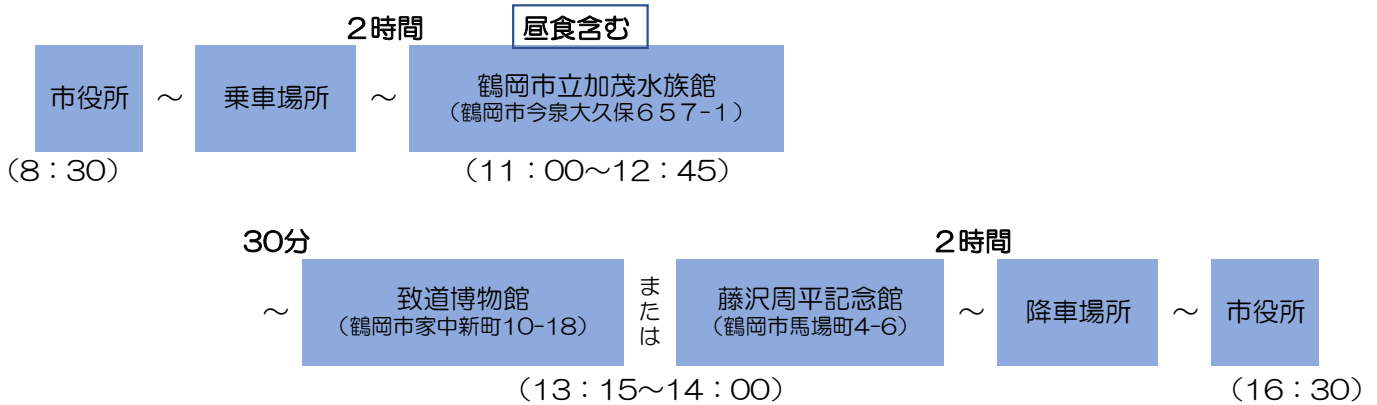 2時間
昼食含む
市役所
～
乗車場所
～
鶴岡市立加茂水族館
（鶴岡市今泉大久保６５７-１）
（8：30）
（11：00～12：45）
30分
2時間
～
致道博物館
（鶴岡市家中新町10-18）
または
藤沢周平記念館
（鶴岡市馬場町4-6）
～
降車場所
～
市役所
（13：15～14：00）
（16：30）